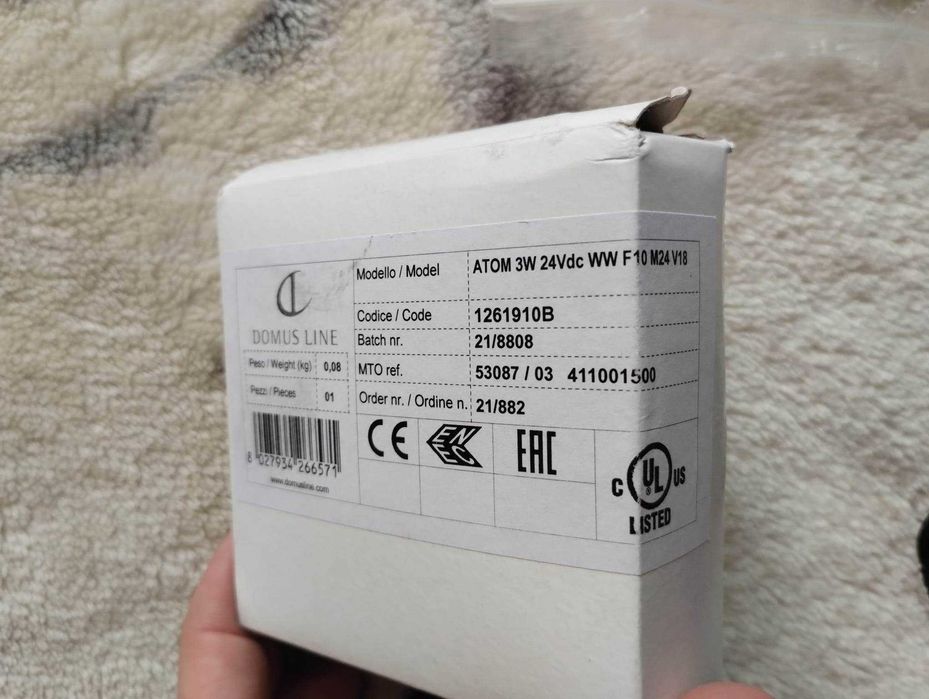 DOMUS LINE
Peso / Weight (kg) 0,08
Pezzi / Pieces 01
8 027934 266571
www.domusline.com
Modello / Model ATOM 3W 24Vdc WW F10 M24 V18
Codice / Code 1261910B
Batch nr. 21/8808
MTO ref. 53087 / 03 411001500
Order nr. / Ordine n. 21/882
CE
ENEC
EAC
C UL US
®
LISTED